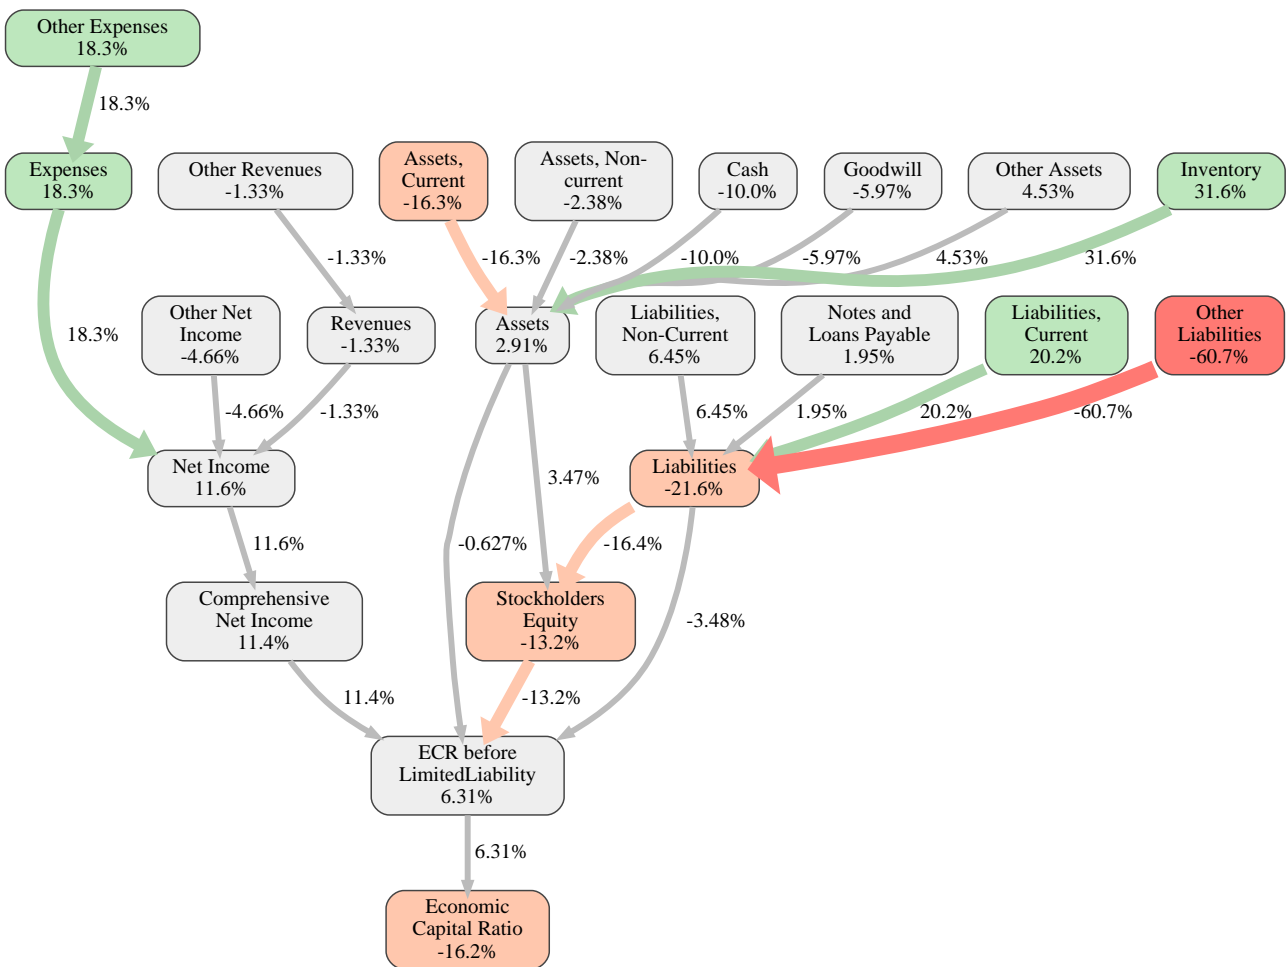 Other Expenses
18.3%
18.3%
Expenses
18.3%
Other Revenues
-1.33%
Assets,
Current
-16.3%
Assets, Non-
current
-2.38%
Cash
-10.0%
Goodwill
-5.97%
Other Assets
4.53%
Inventory
31.6%
-1.33%
-16.3%
-2.38%
-10.0%
-5.97%
4.53%
31.6%
18.3%
Other Net
Income
-4.66%
Revenues
-1.33%
Assets
2.91%
Liabilities,
Non-Current
6.45%
Notes and
Loans Payable
1.95%
Liabilities,
Current
20.2%
Other
Liabilities
-60.7%
-4.66%
-1.33%
6.45%
1.95%
20.2%
-60.7%
Net Income
11.6%
3.47%
Liabilities
-21.6%
11.6%
-0.627%
-16.4%
Comprehensive
Net Income
11.4%
Stockholders
Equity
-13.2%
-3.48%
11.4%
-13.2%
ECR before
LimitedLiability
6.31%
6.31%
Economic
Capital Ratio
-16.2%